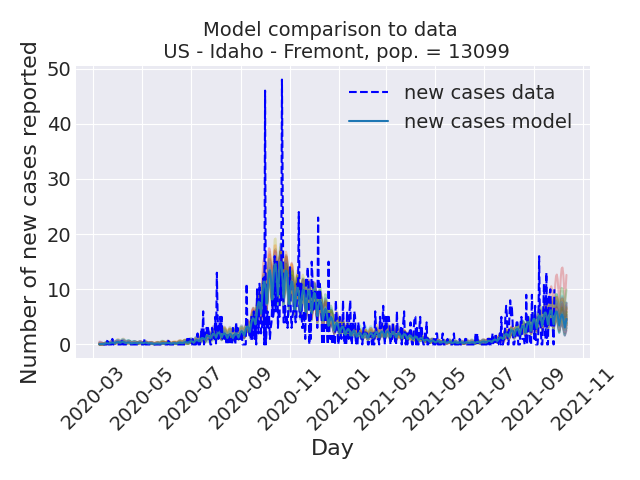 Model comparison to data
US - Idaho - Fremont, pop. = 13099
Number of new cases reported
50
40
30
20
10
0
new cases data
new cases model
2020-03
2020-05
2020-07
2020-09
2020-11
2021-01
2021-03
2021-05
2021-07
2021-09
2021-11
Day